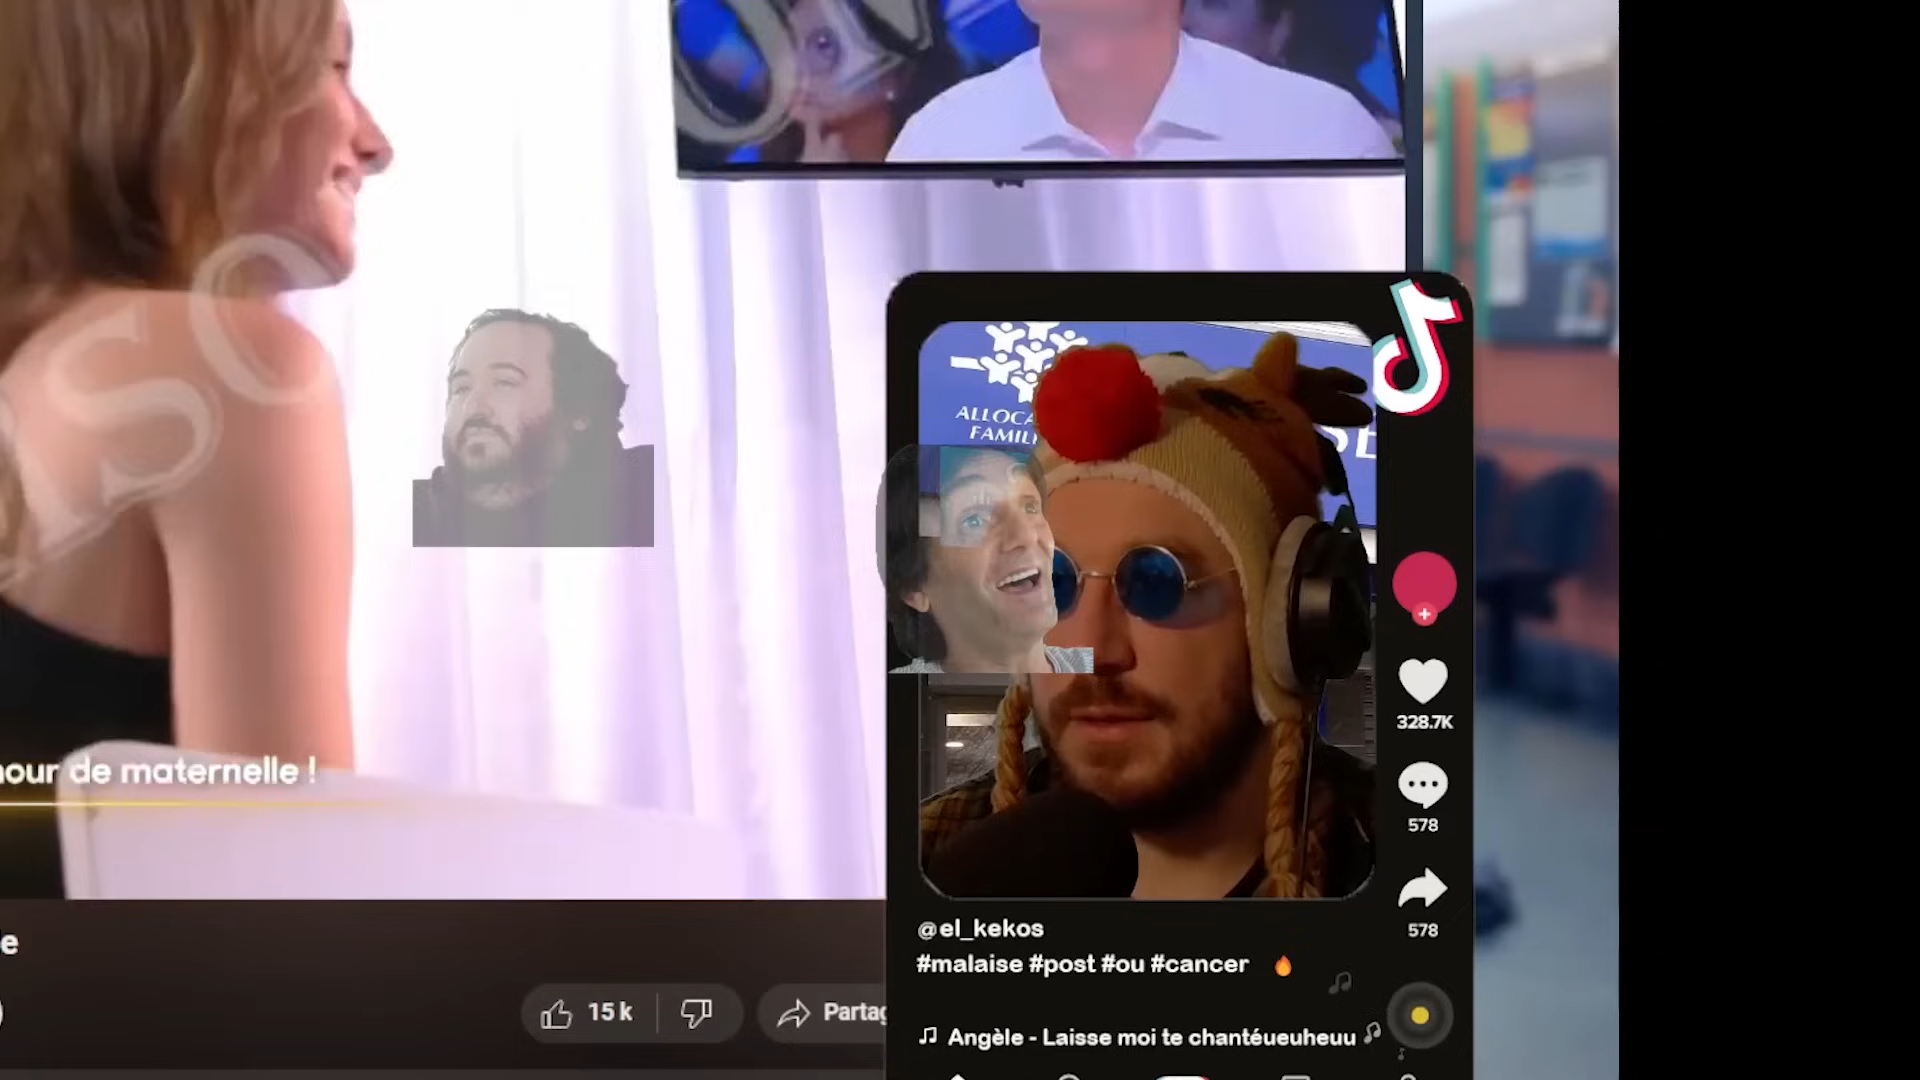 ALLOCA
FAMIL
our de maternelle !
e
15 k
Partag
328.7K
578
578
@el_kekos
#malaise #post #ou #cancer
Angèle - Laisse moi te chantéueuheuu